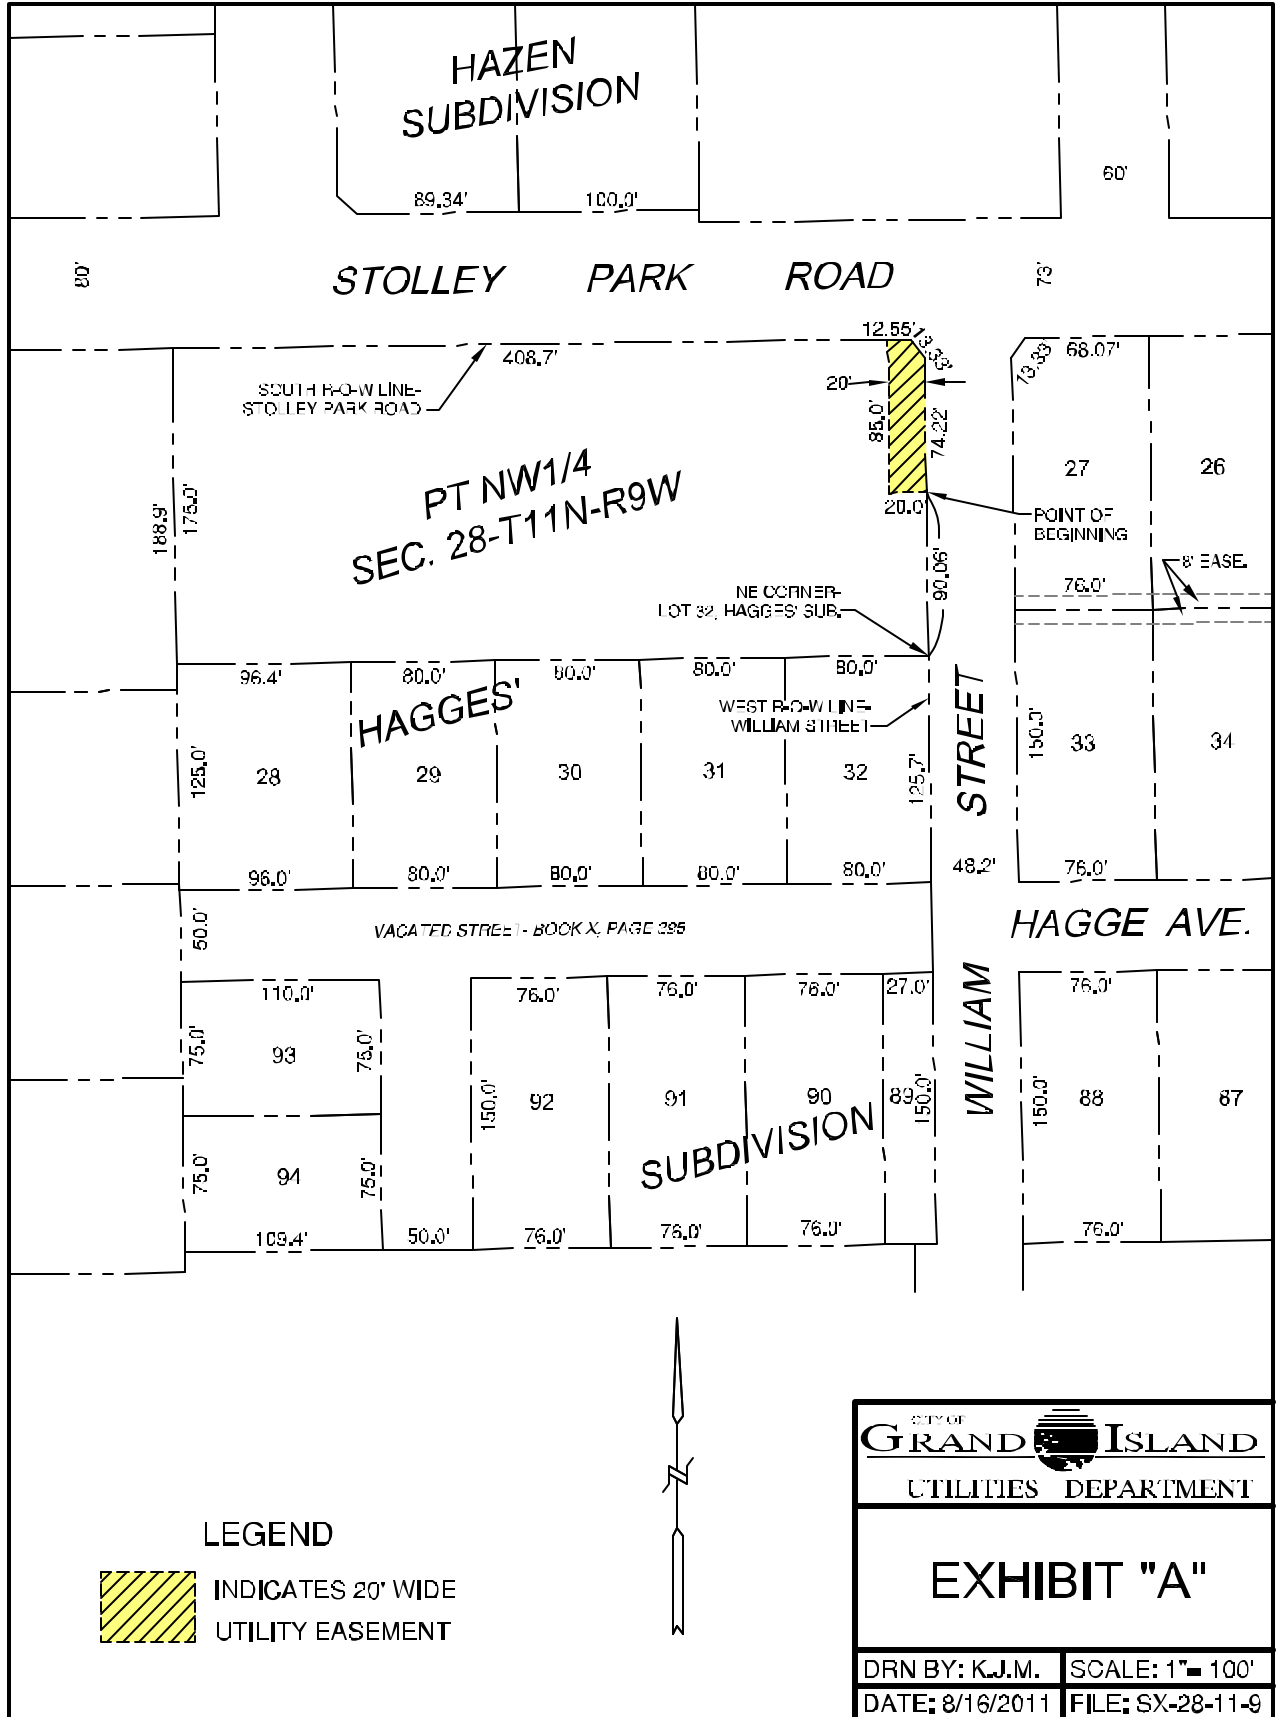 HAZEN
SUBDIVISION
89.34'
100.0'
60'
80'
STOLLEY PARK ROAD
73'
12.55'
13.33'
13.33'
68.07'
408.7'
SOUTH R-O-W LINE-
STOLLEY PARK ROAD
20'
85.0'
74.22'
27
26
PT NW1/4
SEC. 28-T11N-R9W
188.9'
175.0'
20.0'
POINT OF
BEGINNING
90.06'
8' EASE.
76.0'
NE CORNER-
LOT 32, HAGGES' SUB.
96.4'
80.0'
80.0'
80.0'
80.0'
HAGGES'
WEST R-O-W LINE-
WILLIAM STREET
STREET
125.0'
28
29
30
31
32
125.7'
150.0'
33
34
96.0'
80.0'
80.0'
80.0'
80.0'
48.2'
76.0'
50.0'
VACATED STREET- BOOK X, PAGE 295
HAGGE AVE.
110.0'
76.0'
76.0'
76.0'
27.0'
WILLIAM
76.0'
75.0'
93
75.0'
150.0'
92
91
90
89
150.0'
150.0'
88
87
SUBDIVISION
75.0'
94
75.0'
109.4'
50.0'
76.0'
76.0'
76.0'
76.0'
LEGEND
INDICATES 20' WIDE
UTILITY EASEMENT
CITY OF
GRAND ISLAND
UTILITIES DEPARTMENT
EXHIBIT "A"
DRN BY: K.J.M.
SCALE: 1"= 100'
DATE: 8/16/2011
FILE: SX-28-11-9